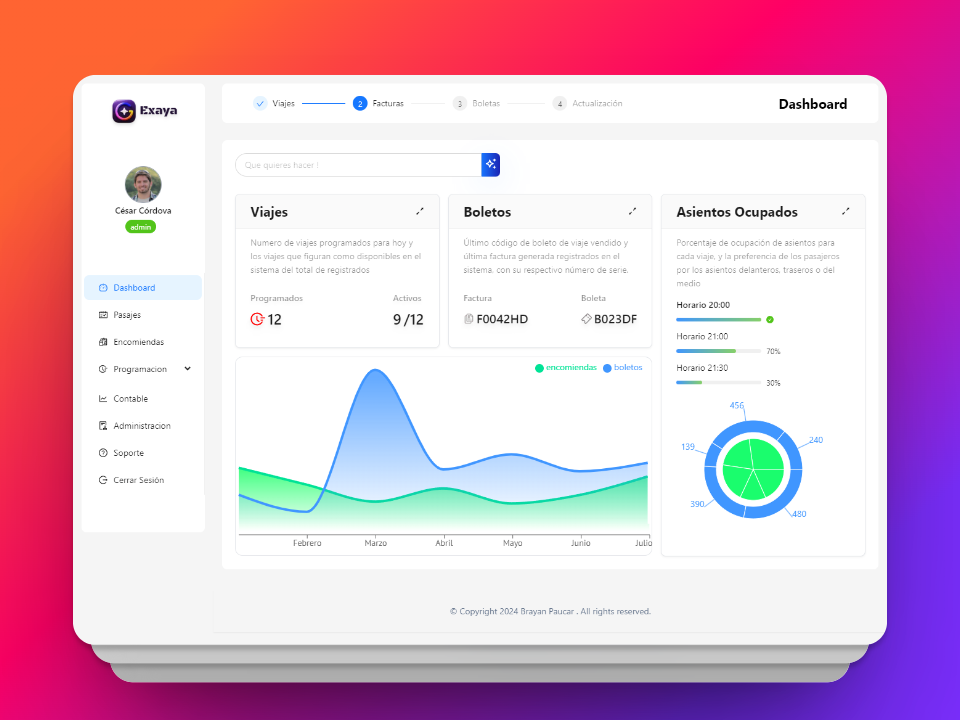 Exaya
César Córdova
admin
Dashboard
Pasajes
Encomiendas
Programacion
Contable
Administracion
Soporte
Cerrar Sesión
Viajes
2 Facturas
3 Boletas
4 Actualización
Dashboard
Que quieres hacer !
Viajes
Numero de viajes programados para hoy y
los viajes que figuran como disponibles en el
sistema del total de registrados
Programados Activos
12 9 /12
Boletos
Último código de boleto de viaje vendido y
última factura generada registrados en el
sistema, con su respectivo número de serie.
Factura Boleta
F0042HD B023DF
Asientos Ocupados
Porcentaje de ocupación de asientos para
cada viaje, y la preferencia de los pasajeros
por los asientos delanteros, traseros o del
medio
Horario 20:00
Horario 21:00
70%
Horario 21:30
30%
456
240
139
390
480
encomiendas boletos
Febrero Marzo Abril Mayo Junio Julio
© Copyright 2024 Brayan Paucar . All rights reserved.